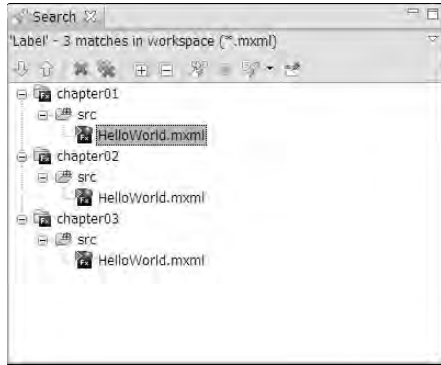 Search
'Label' - 3 matches in workspace (*.mxml)
chapter01
src
HelloWorld.mxml
chapter02
src
HelloWorld.mxml
chapter03
src
HelloWorld.mxml